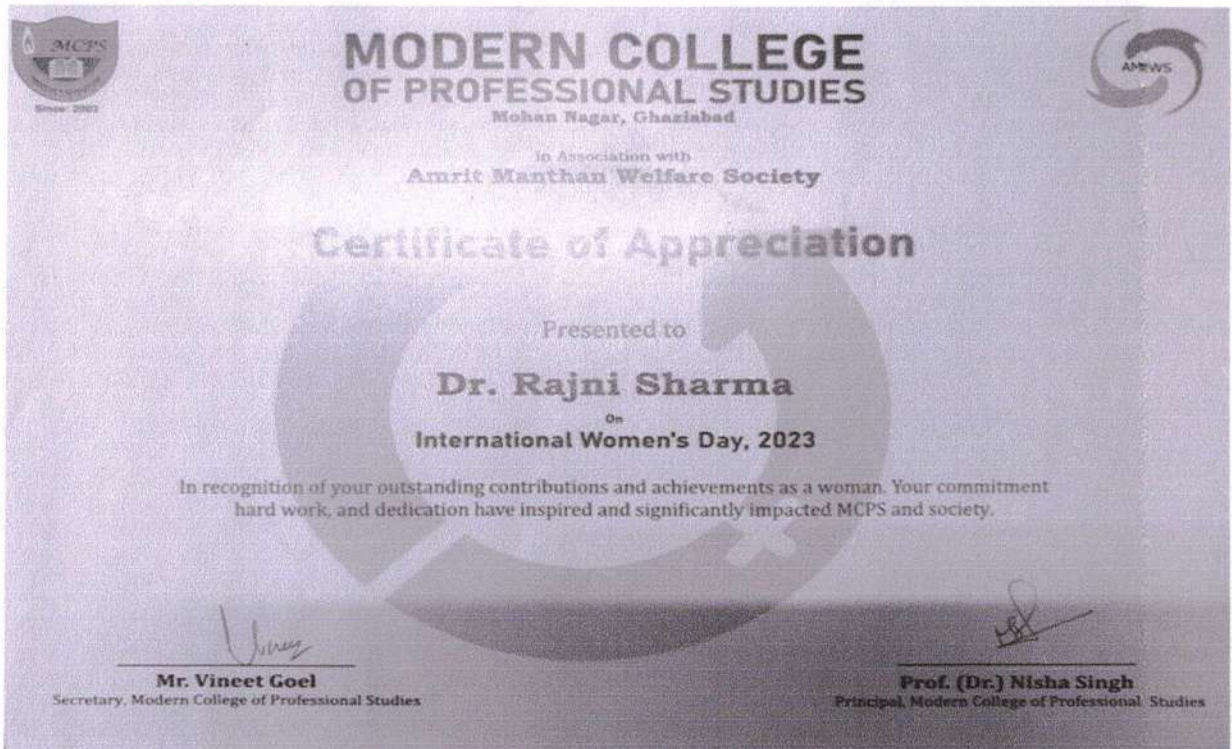 MCPS
Since: 2003
MODERN COLLEGE
OF PROFESSIONAL STUDIES
Mohan Nagar, Ghaziabad
AMEWS
in Association with
Amrit Manthan Welfare Society
Certificate of Appreciation
Presented to
Dr. Rajni Sharma
On
International Women's Day, 2023
In recognition of your outstanding contributions and achievements as a woman. Your commitment
hard work, and dedication have inspired and significantly impacted MCPS and society.
Mr. Vineet Goel
Secretary, Modern College of Professional Studies
Prof. (Dr.) Nisha Singh
Principal, Modern College of Professional Studies